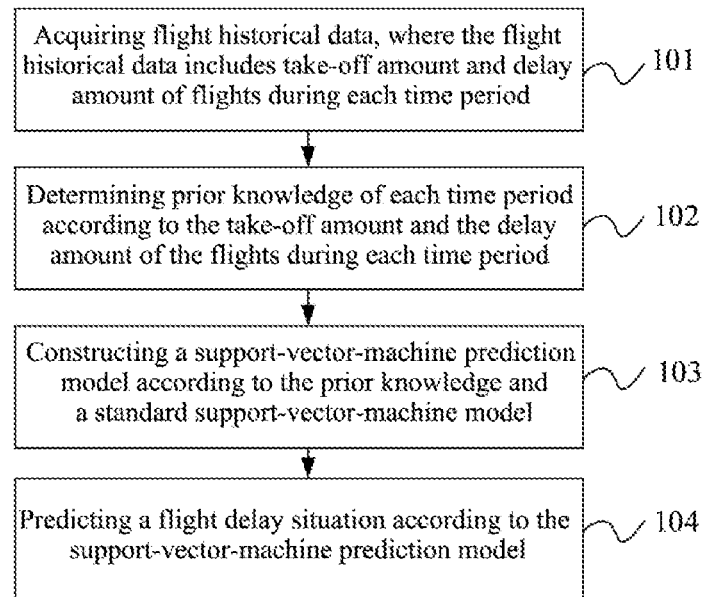 Acquiring flight historical data, where the flight
historical data includes take-off amount and delay
amount of flights during each time period
101
Determining prior knowledge of each time period
according to the take-off amount and the delay
amount of the flights during each time period
102
Constructing a support-vector-machine prediction
model according to the prior knowledge and
a standard support-vector-machine model
103
Predicting a flight delay situation according to the
support-vector-machine prediction model
104